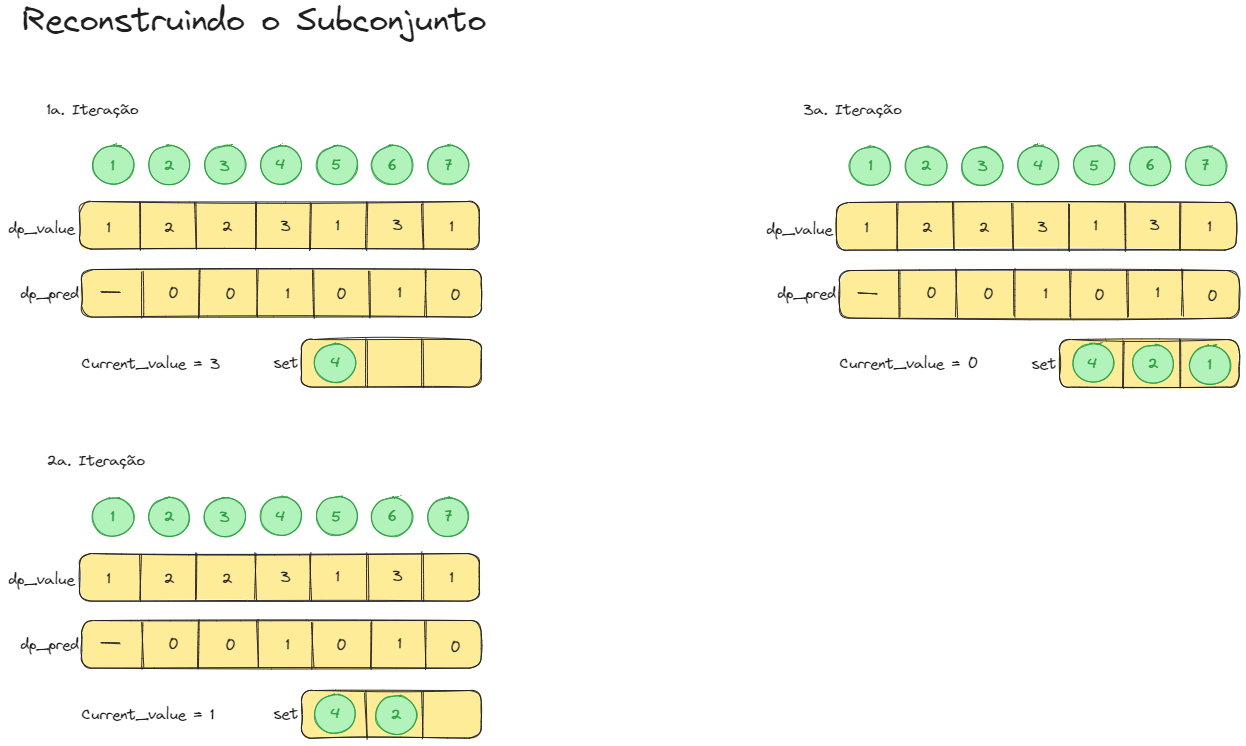 Reconstruindo o Subconjunto
1a. Iteração
1 2 3 4 5 6 7
dp_value 1 2 2 3 1 3 1
dp_pred — 0 0 1 0 1 0
Current_value = 3 set 4
2a. Iteração
1 2 3 4 5 6 7
dp_value 1 2 2 3 1 3 1
dp_pred — 0 0 1 0 1 0
Current_value = 1 set 4 2
3a. Iteração
1 2 3 4 5 6 7
dp_value 1 2 2 3 1 3 1
dp_pred — 0 0 1 0 1 0
Current_value = 0 set 4 2 1